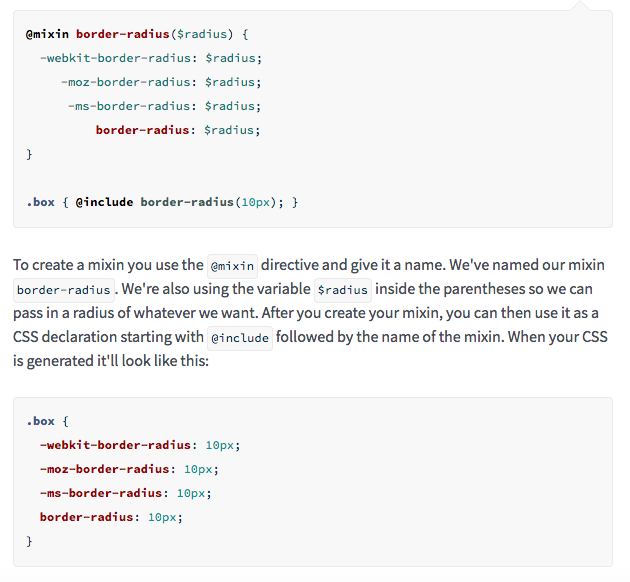 @mixin border-radius($radius) {
-webkit-border-radius: $radius;
-moz-border-radius: $radius;
-ms-border-radius: $radius;
border-radius: $radius;
}
.box { @include border-radius(10px); }
To create a mixin you use the @mixin directive and give it a name. We've named our mixin
border-radius. We're also using the variable $radius inside the parentheses so we can
pass in a radius of whatever we want. After you create your mixin, you can then use it as a
CSS declaration starting with @include followed by the name of the mixin. When your CSS
is generated it'll look like this:
.box {
-webkit-border-radius: 10px;
-moz-border-radius: 10px;
-ms-border-radius: 10px;
border-radius: 10px;
}